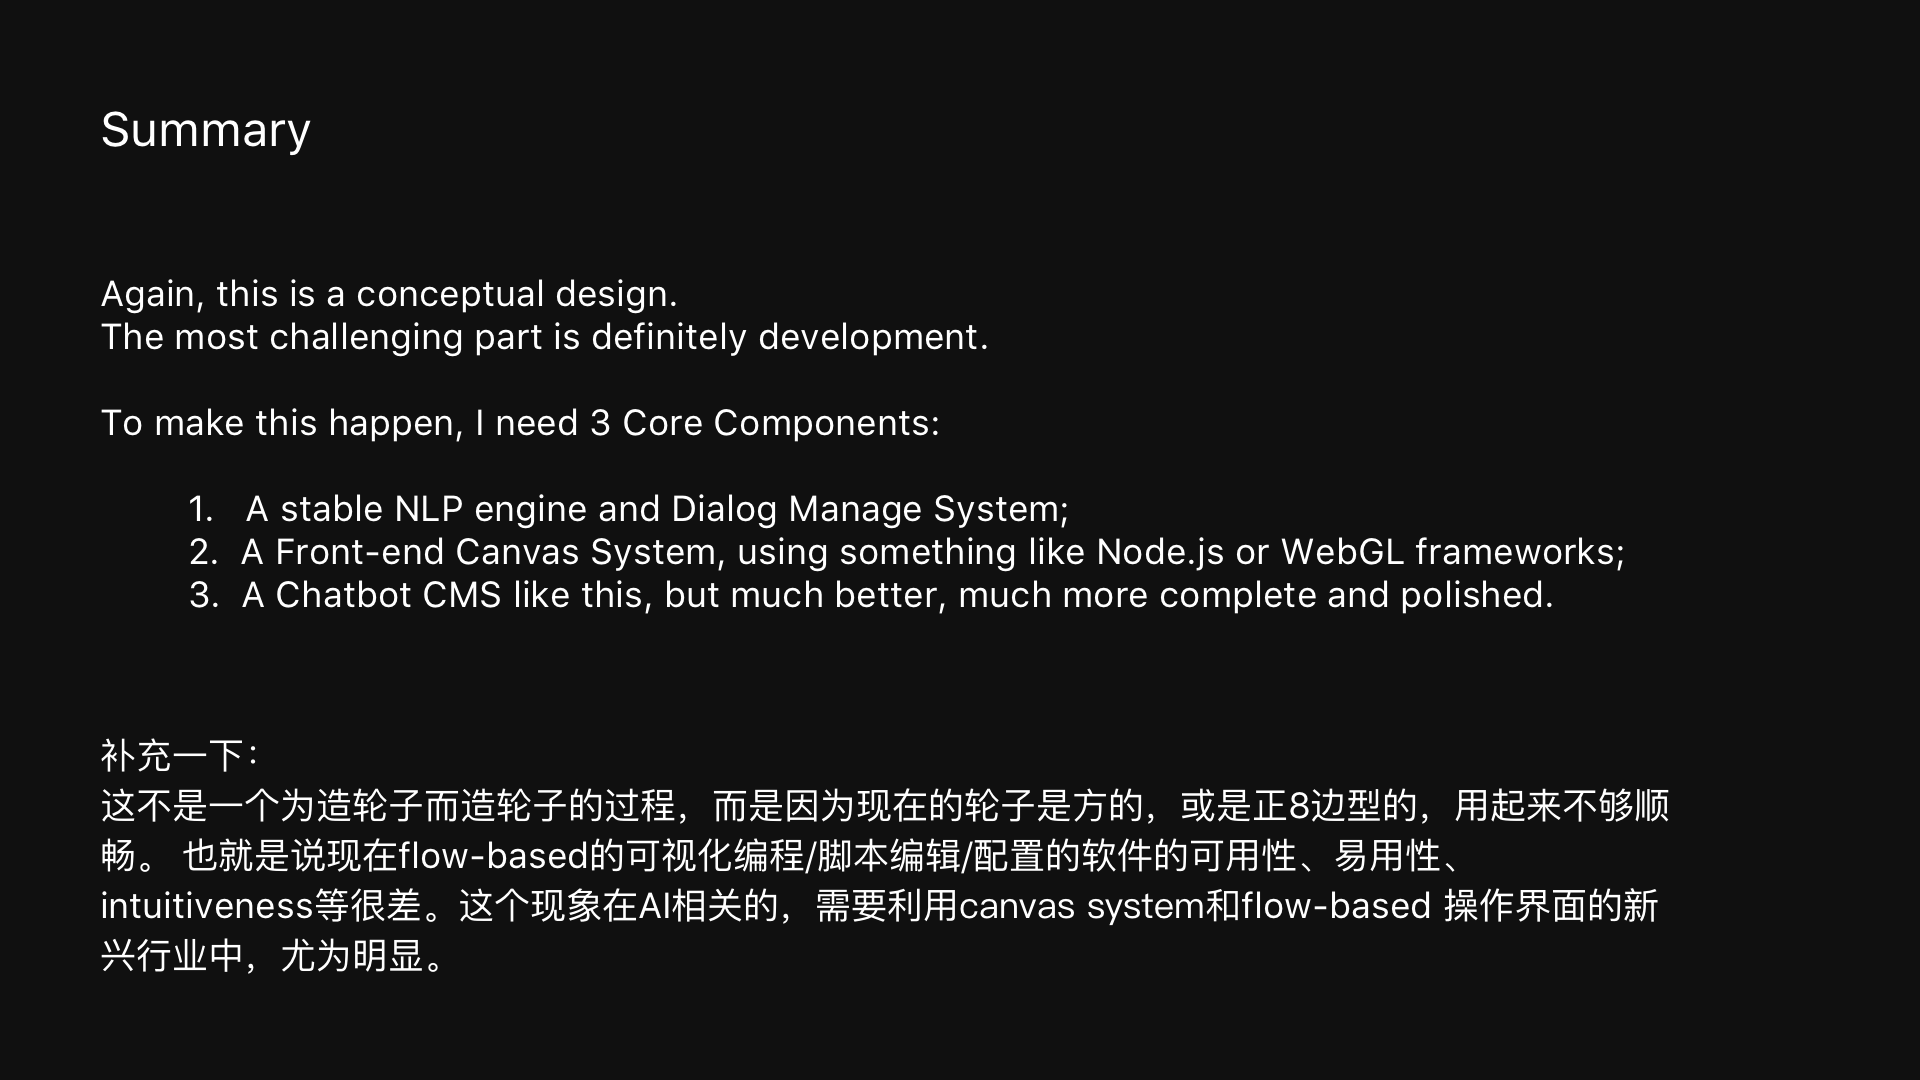 Summary
Again, this is a conceptual design.
The most challenging part is definitely development.
To make this happen, I need 3 Core Components:
1. A stable NLP engine and Dialog Manage System;
2. A Front-end Canvas System, using something like Node.js or WebGL frameworks;
3. A Chatbot CMS like this, but much better, much more complete and polished.
补充一下：
这不是一个为造轮子而造轮子的过程，而是因为现在的轮子是方的，或是正8边型的，用起来不够顺
畅。 也就是说现在flow-based的可视化编程/脚本编辑/配置的软件的可用性、易用性、
intuitiveness等很差。这个现象在AI相关的，需要利用canvas system和flow-based 操作界面的新
兴行业中，尤为明显。